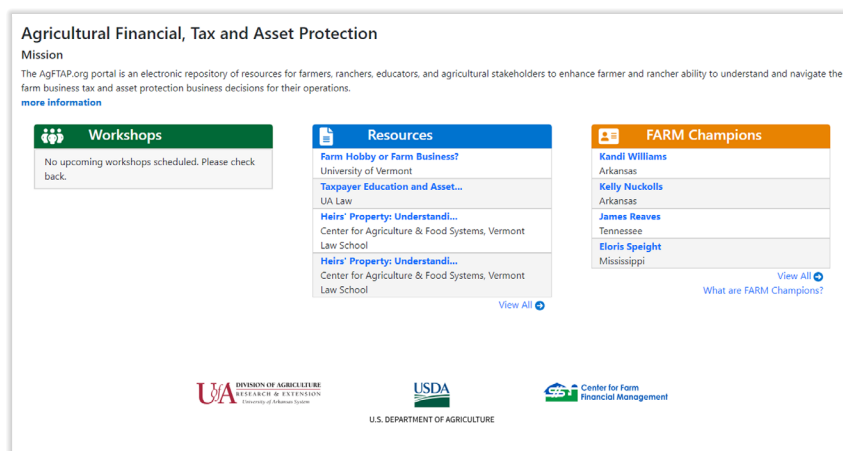 Agricultural Financial, Tax and Asset Protection
Mission
The AgFTAP.org portal is an electronic repository of resources for farmers, ranchers, educators, and agricultural stakeholders to enhance farmer and rancher ability to understand and navigate the
farm business tax and asset protection business decisions for their operations.
more information
Workshops
No upcoming workshops scheduled. Please check
back.
Resources
Farm Hobby or Farm Business?
University of Vermont
Taxpayer Education and Asset...
UA Law
Heirs' Property: Understandi...
Center for Agriculture & Food Systems, Vermont
Law School
Heirs' Property: Understandi...
Center for Agriculture & Food Systems, Vermont
Law School
View All
FARM Champions
Kandi Williams
Arkansas
Kelly Nuckolls
Arkansas
James Reaves
Tennessee
Eloris Speight
Mississippi
View All
What are FARM Champions?
UofA
DIVISION OF AGRICULTURE
RESEARCH & EXTENSION
University of Arkansas System
USDA
U.S. DEPARTMENT OF AGRICULTURE
Center for Farm
Financial Management